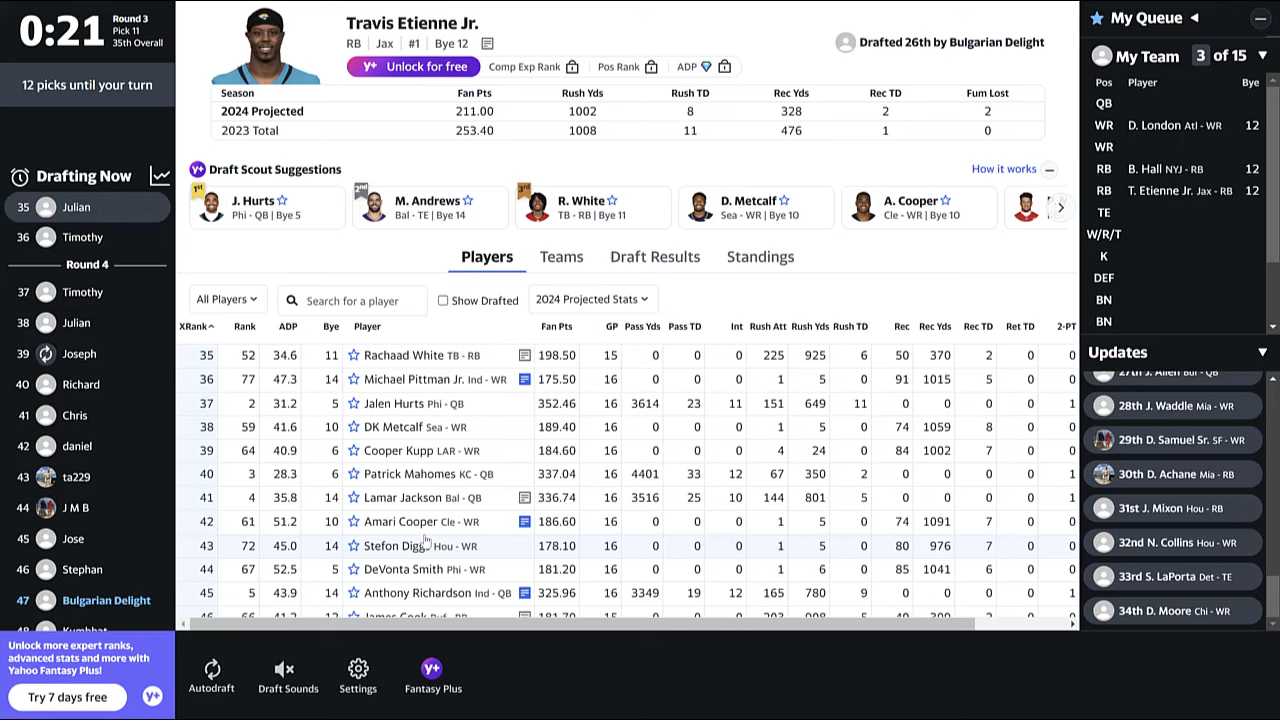 0:21
Round 3
Pick 11
35th Overall
12 picks until your turn
Drafting Now
35 Julian
36 Timothy
Round 4
37 Timothy
38 Julian
39 Joseph
40 Richard
41 Chris
42 daniel
43 ta229
44 J M B
45 Jose
46 Stephan
47 Bulgarian Delight
48 Kumbhat
Unlock more expert ranks,
advanced stats and more with
Yahoo Fantasy Plus!
Try 7 days free y+
Travis Etienne Jr.
RB | Jax | #1 | Bye 12
y+ Unlock for free Comp Exp Rank Pos Rank ADP
Drafted 26th by Bulgarian Delight
Season Fan Pts Rush Yds Rush TD Rec Yds Rec TD Fum Lost
2024 Projected 211.00 1002 8 328 2 2
2023 Total 253.40 1008 11 476 1 0
y+ Draft Scout Suggestions How it works
1st J. Hurts Phi - QB | Bye 5
2nd M. Andrews Bal - TE | Bye 14
3rd R. White TB - RB | Bye 11
D. Metcalf Sea - WR | Bye 10
A. Cooper Cle - WR | Bye 10
Players Teams Draft Results Standings
All Players Search for a player Show Drafted 2024 Projected Stats
XRank Rank ADP Bye Player Fan Pts GP Pass Yds Pass TD Int Rush Att Rush Yds Rush TD Rec Rec Yds Rec TD Ret TD 2-PT
35 52 34.6 11 Rachaad White TB - RB 198.50 15 0 0 0 225 925 6 50 370 2 0 0
36 77 47.3 14 Michael Pittman Jr. Ind - WR 175.50 16 0 0 0 1 5 0 91 1015 5 0 0
37 2 31.2 5 Jalen Hurts Phi - QB 352.46 16 3614 23 11 151 649 11 0 0 0 0 1
38 59 41.6 10 DK Metcalf Sea - WR 189.40 16 0 0 0 1 5 0 74 1059 8 0 0
39 64 40.9 6 Cooper Kupp LAR - WR 184.60 16 0 0 0 4 24 0 84 1002 7 0 0
40 3 28.3 6 Patrick Mahomes KC - QB 337.04 16 4401 33 12 67 350 2 0 0 0 0 1
41 4 35.8 14 Lamar Jackson Bal - QB 336.74 16 3516 25 10 144 801 5 0 0 0 0 1
42 61 51.2 10 Amari Cooper Cle - WR 186.60 16 0 0 0 1 5 0 74 1091 7 0 0
43 72 45.0 14 Stefon Digg Hou - WR 178.10 16 0 0 0 1 5 0 80 976 7 0 0
44 67 52.5 5 DeVonta Smith Phi - WR 181.20 16 0 0 0 1 6 0 85 1041 6 0 0
45 5 43.9 14 Anthony Richardson Ind - QB 325.96 16 3349 19 12 165 780 9 0 0 0 0 1
James Cook Buf - RB
Autodraft Draft Sounds Settings y+ Fantasy Plus
My Queue
My Team 3 of 15
Pos Player Bye
QB
WR D. London Atl - WR 12
WR
RB B. Hall NYJ - RB 12
RB T. Etienne Jr. Jax - RB 12
TE
W/R/T
K
DEF
BN
BN
Updates
27th J. Allen Buf - QB
28th J. Waddle Mia - WR
29th D. Samuel Sr. SF - WR
30th D. Achane Mia - RB
31st J. Mixon Hou - RB
32nd N. Collins Hou - WR
33rd S. LaPorta Det - TE
34th D. Moore Chi - WR